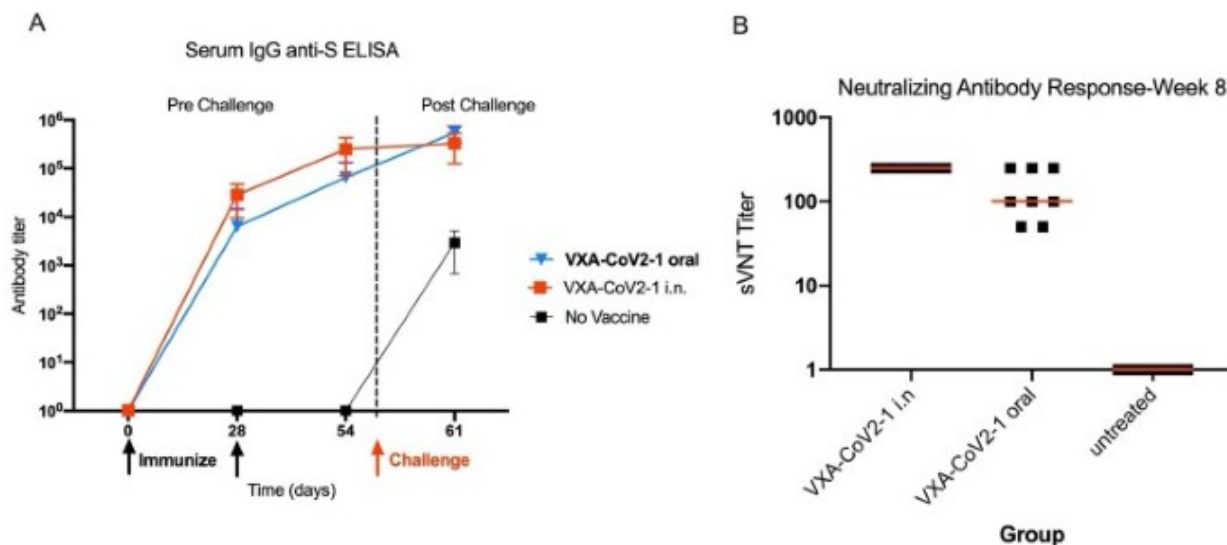 A
Serum IgG anti-S ELISA
Pre Challenge
Post Challenge
Antibody titer
10⁶
10⁵
10⁴
10³
10²
10¹
10⁰
0
28
54
61
Immunize
Challenge
Time (days)
VXA-CoV2-1 oral
VXA-CoV2-1 i.n.
No Vaccine
B
Neutralizing Antibody Response-Week 8
sVNT Titer
1000
100
10
1
VXA-CoV2-1 i.n
VXA-CoV2-1 oral
untreated
Group